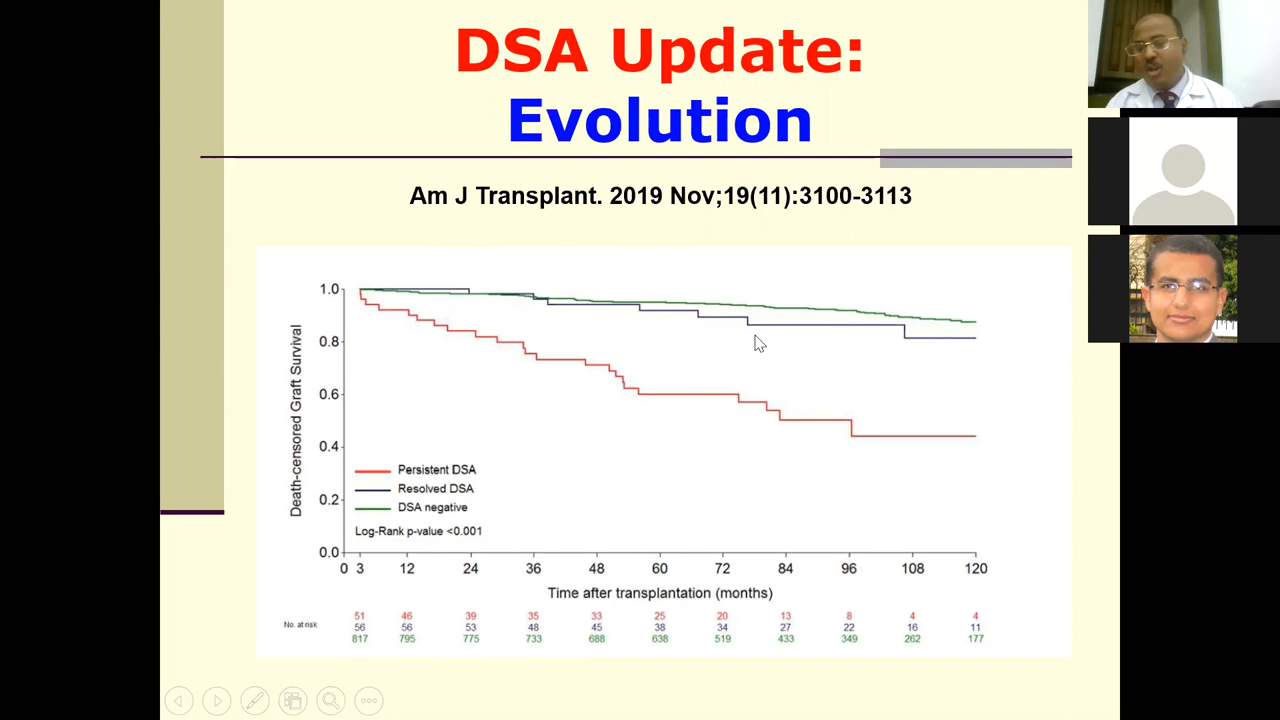 DSA Update:
Evolution
Am J Transplant. 2019 Nov;19(11):3100-3113
Death-censored Graft Survival
1.0
0.8
0.6
0.4
0.2
0.0
Persistent DSA
Resolved DSA
DSA negative
Log-Rank p-value <0.001
0 3 12 24 36 48 60 72 84 96 108 120
Time after transplantation (months)
No. at risk
51 46 39 35 33 25 20 13 8 4 4
56 56 53 48 45 38 34 27 22 16 11
817 795 775 733 688 638 519 433 349 262 177